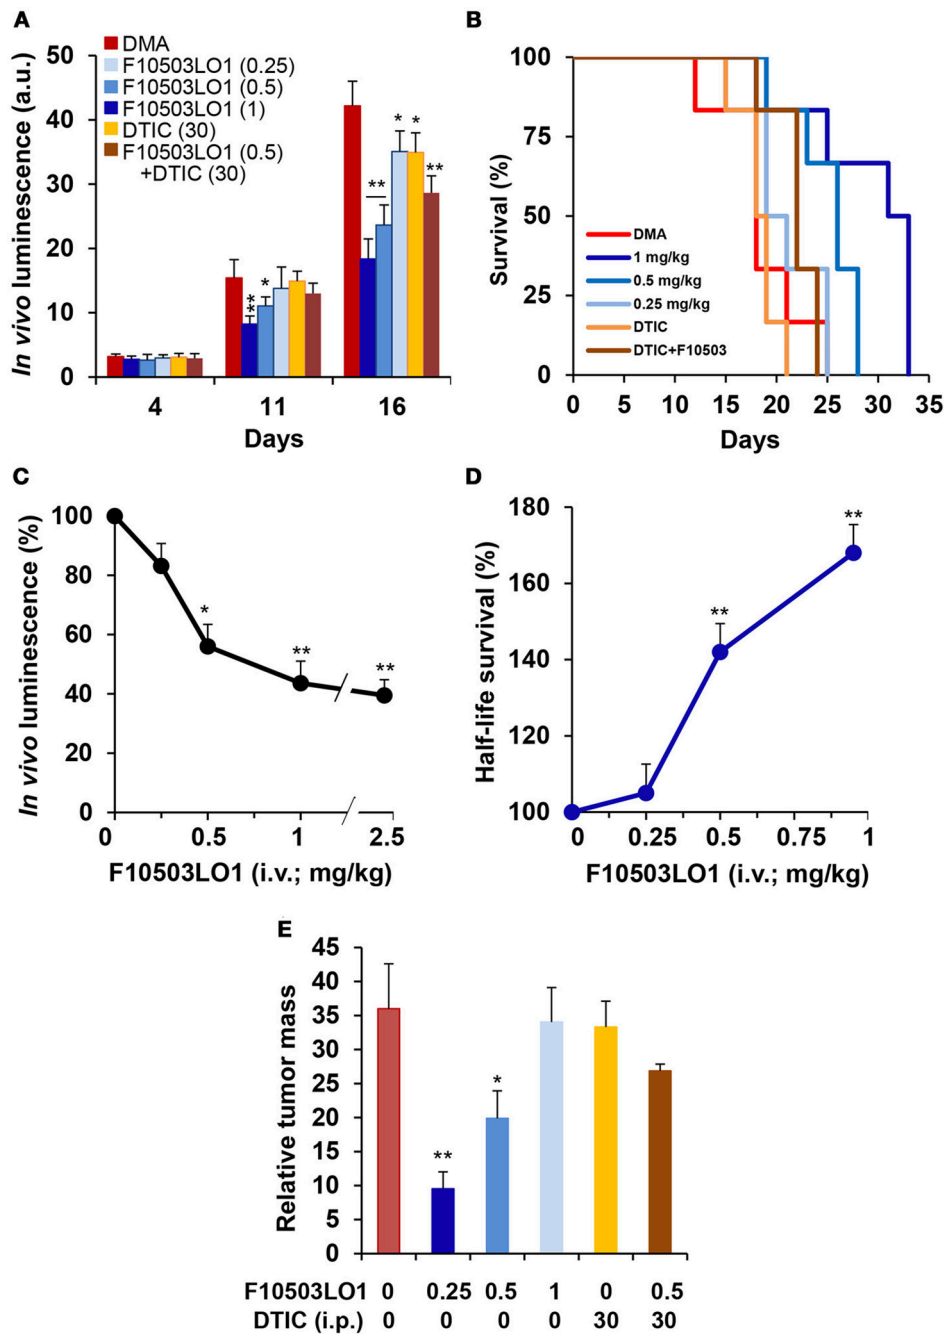 A
In vivo luminescence (a.u.)
50
40
30
20
10
0
DMA
F10503LO1 (0.25)
F10503LO1 (0.5)
F10503LO1 (1)
DTIC (30)
F10503LO1 (0.5)
+DTIC (30)
**
*
**
*
*
**
4 11 16
Days
B
Survival (%)
100
75
50
25
0
DMA
1 mg/kg
0.5 mg/kg
0.25 mg/kg
DTIC
DTIC+F10503
0 5 10 15 20 25 30 35
Days
C
In vivo luminescence (%)
100
80
60
40
20
0
*
**
**
0 0.5 1 2.5
F10503LO1 (i.v.; mg/kg)
D
Half-life survival (%)
180
160
140
120
100
**
**
0 0.25 0.5 0.75 1
F10503LO1 (i.v.; mg/kg)
E
Relative tumor mass
45
40
35
30
25
20
15
10
5
0
**
*
F10503LO1 0 0.25 0.5 1 0 0.5
DTIC (i.p.) 0 0 0 0 30 30